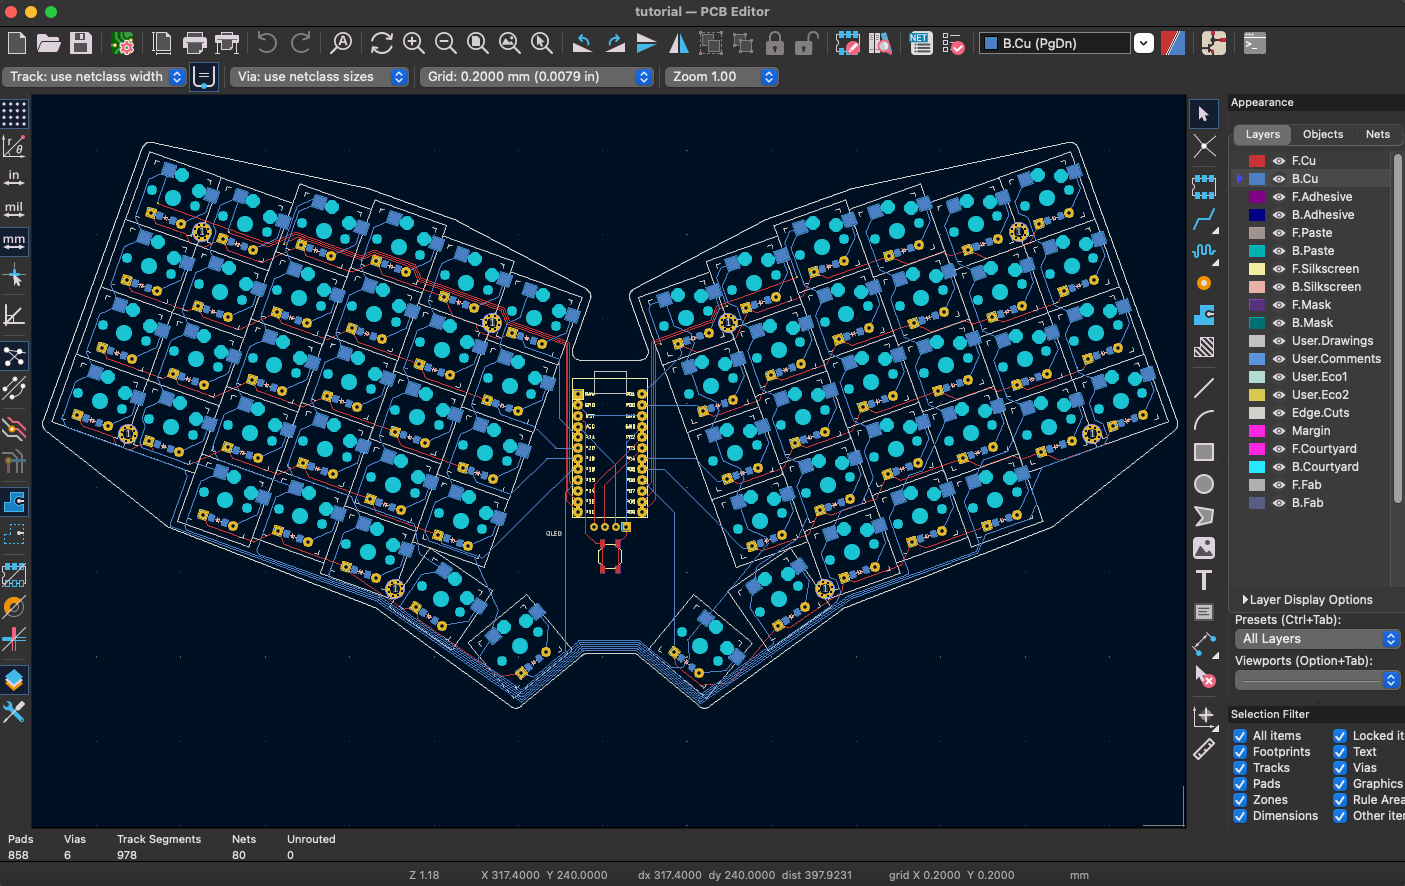 tutorial — PCB Editor
B.Cu (PgDn)
Track: use netclass width
Via: use netclass sizes
Grid: 0.2000 mm (0.0079 in)
Zoom 1.00
in
mil
mm
NET
OLED
Appearance
Layers Objects Nets
F.Cu
B.Cu
F.Adhesive
B.Adhesive
F.Paste
B.Paste
F.Silkscreen
B.Silkscreen
F.Mask
B.Mask
User.Drawings
User.Comments
User.Eco1
User.Eco2
Edge.Cuts
Margin
F.Courtyard
B.Courtyard
F.Fab
B.Fab
Layer Display Options
Presets (Ctrl+Tab):
All Layers
Viewports (Option+Tab):
Selection Filter
All items Locked it
Footprints Text
Tracks Vias
Pads Graphics
Zones Rule Area
Dimensions Other iter
Pads Vias Track Segments Nets Unrouted
858 6 978 80 0
Z 1.18 X 317.4000 Y 240.0000 dx 317.4000 dy 240.0000 dist 397.9231 grid X 0.2000 Y 0.2000 mm